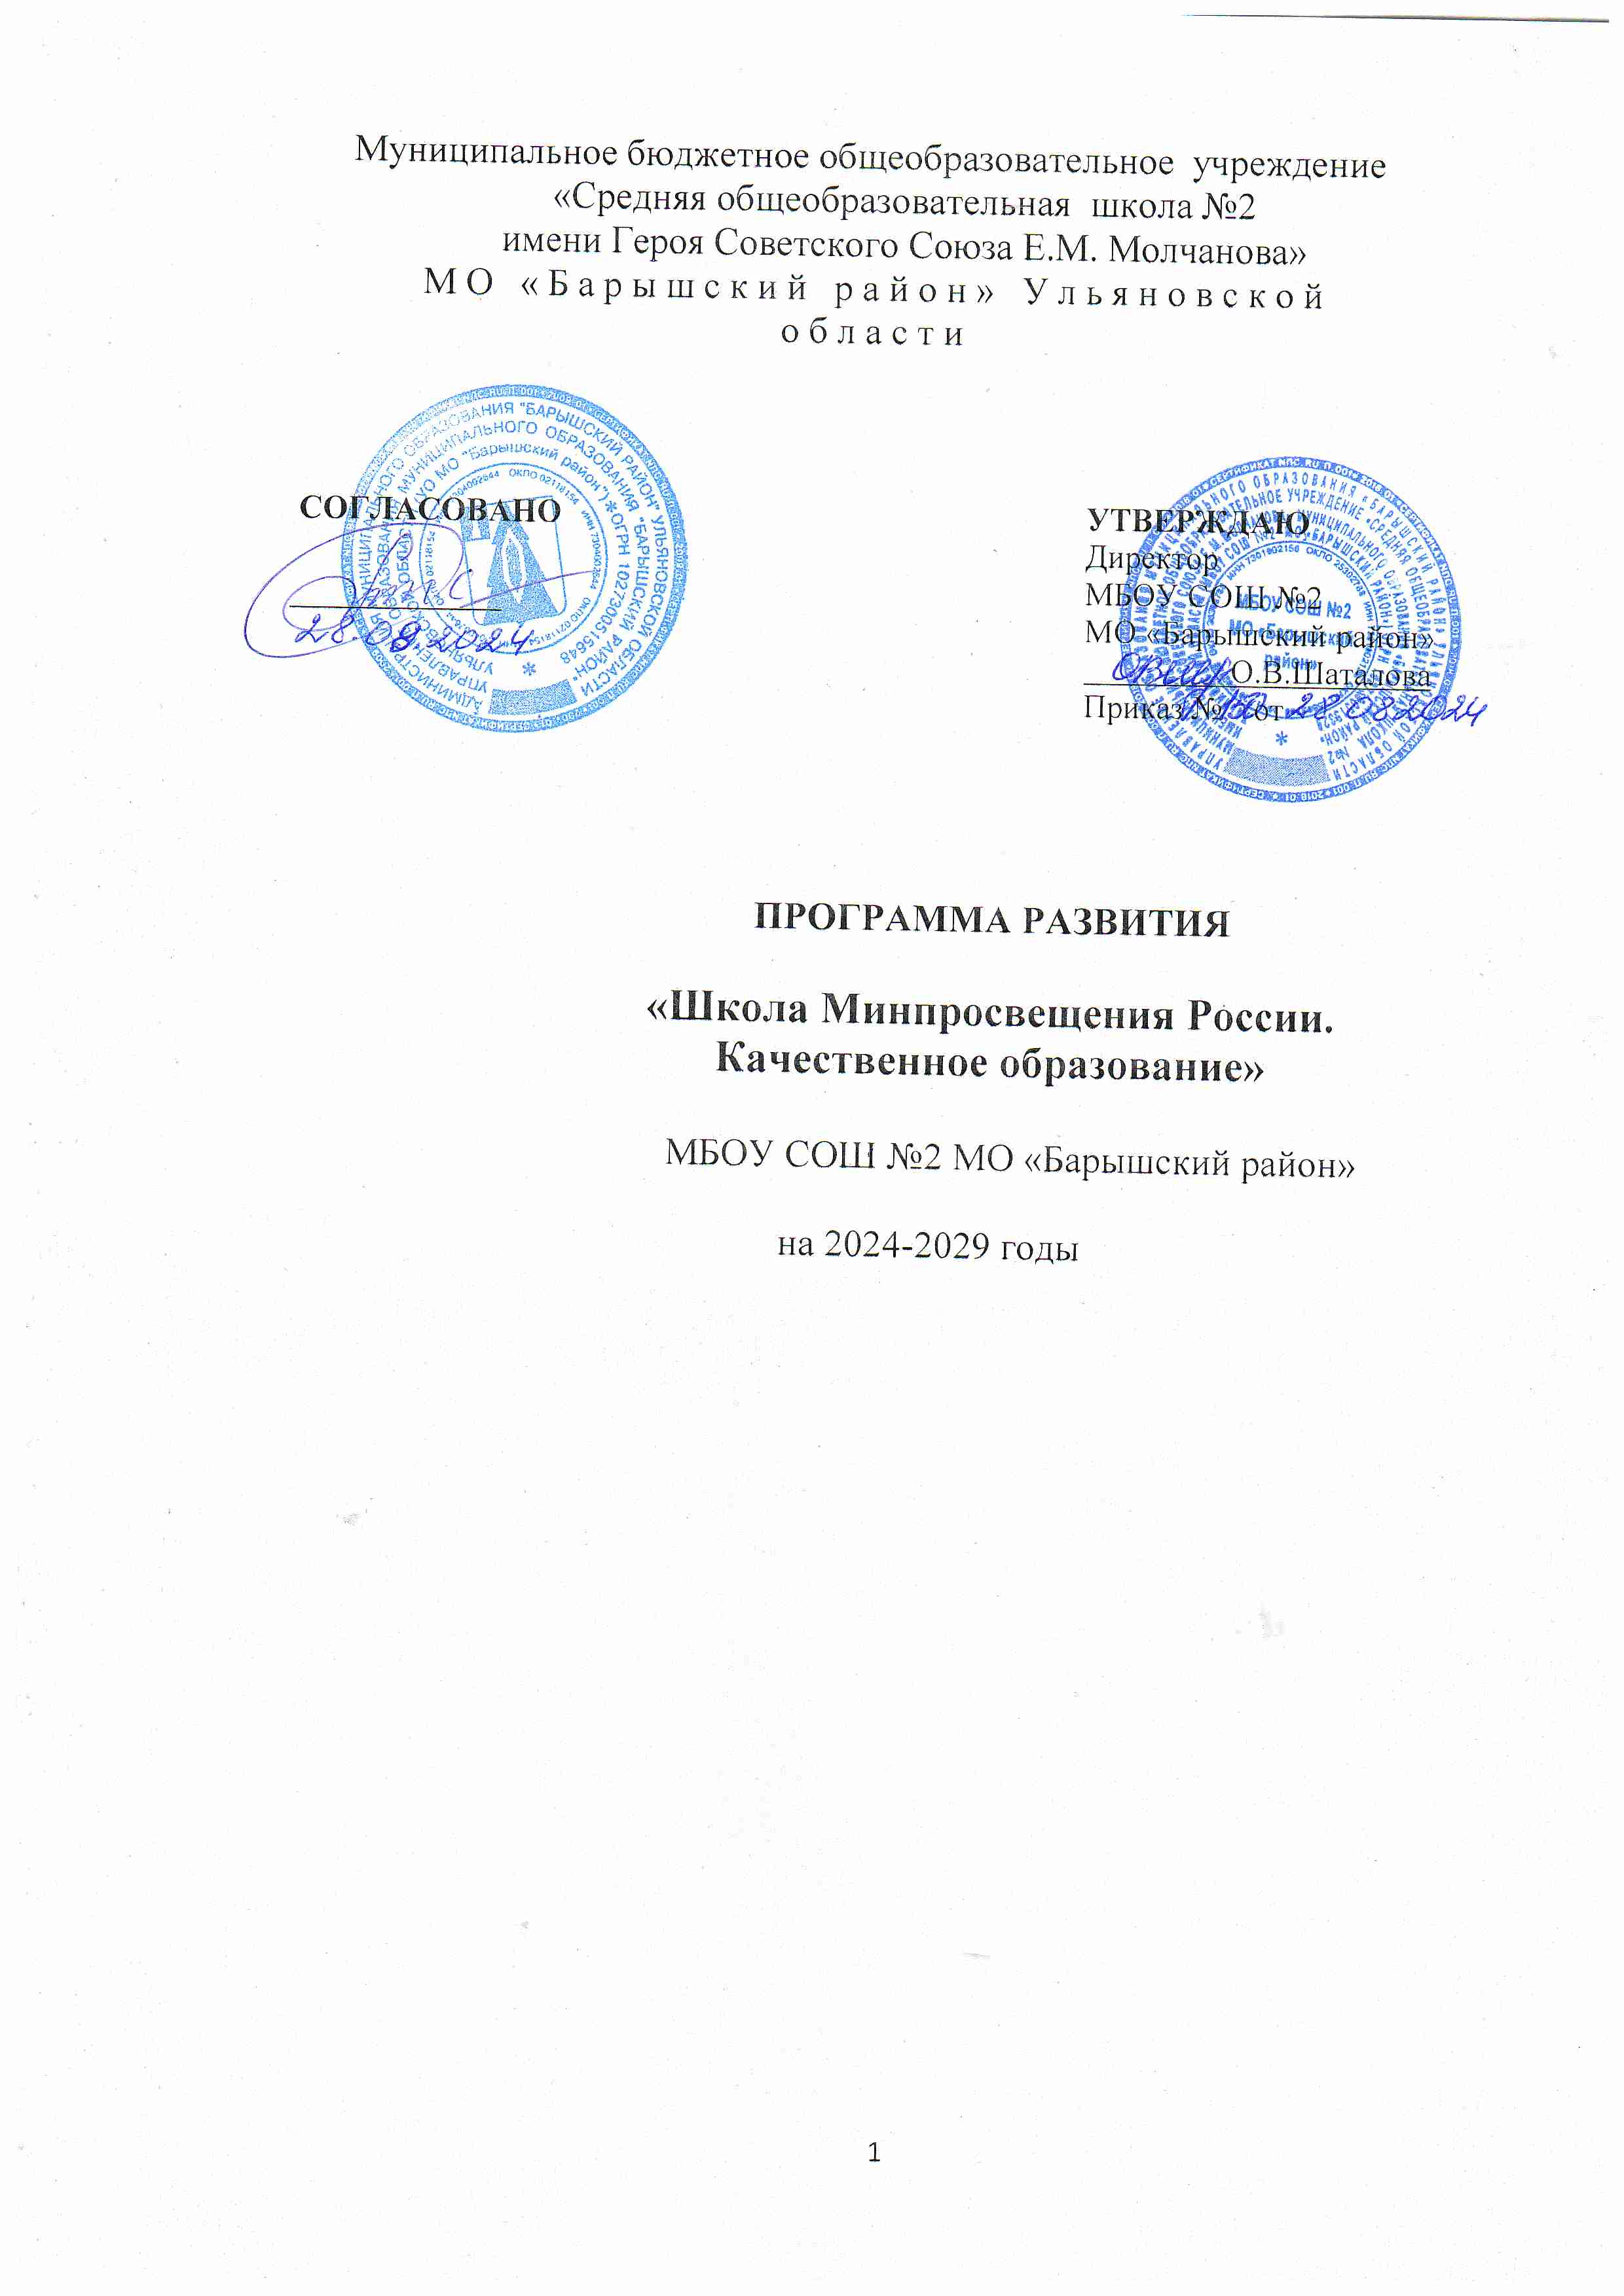 Муниципальное бюджетное общеобразовательное учреждение
«Средняя общеобразовательная школа №2
имени Героя Советского Союза Е.М. Молчанова»
МО «Барышский район» Ульяновской
области
СОГЛАСОВАНО
28.08.2024
УТВЕРЖДАЮ
Директор
МБОУ СОШ №2
МО «Барышский район»
О.В.Шаталова
Приказ № от 28.08.2024
ПРОГРАММА РАЗВИТИЯ
«Школа Минпросвещения России.
Качественное образование»
МБОУ СОШ №2 МО «Барышский район»
на 2024-2029 годы
1